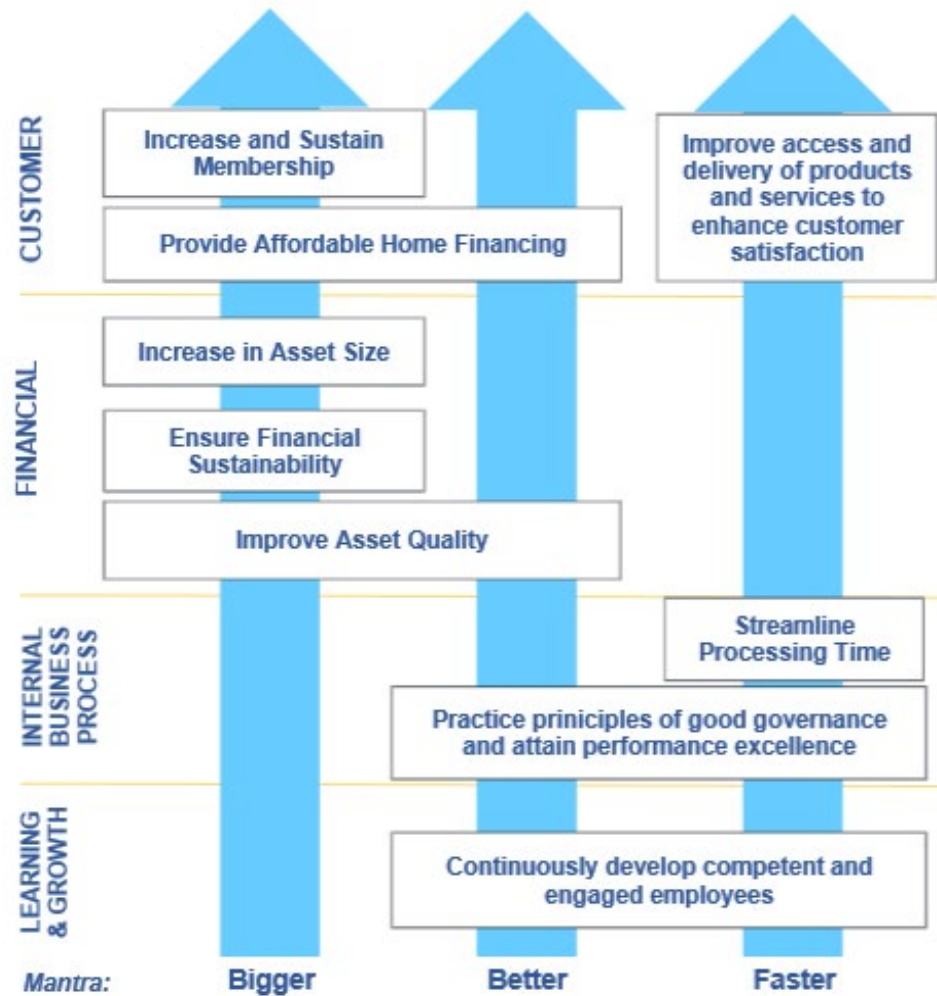 CUSTOMER
Increase and Sustain
Membership
Provide Affordable Home Financing
Improve access and
delivery of products
and services to
enhance customer
satisfaction
FINANCIAL
Increase in Asset Size
Ensure Financial
Sustainability
Improve Asset Quality
INTERNAL
BUSINESS
PROCESS
Streamline
Processing Time
Practice priniciples of good governance
and attain performance excellence
LEARNING
& GROWTH
Continuously develop competent and
engaged employees
Mantra: Bigger Better Faster